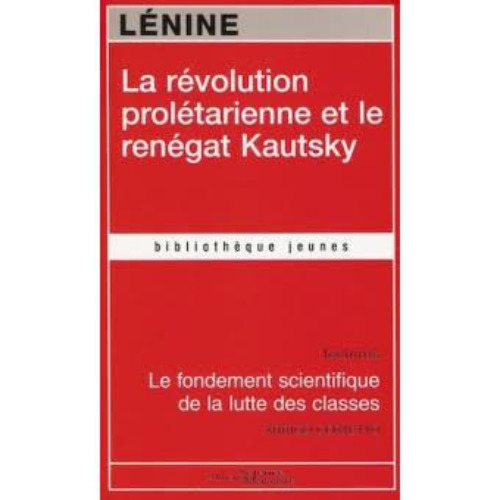 LÉNINE
La révolution
prolétarienne et le
renégat Kautsky
bibliothèque jeunes
Le fondement scientifique
de la lutte des classes